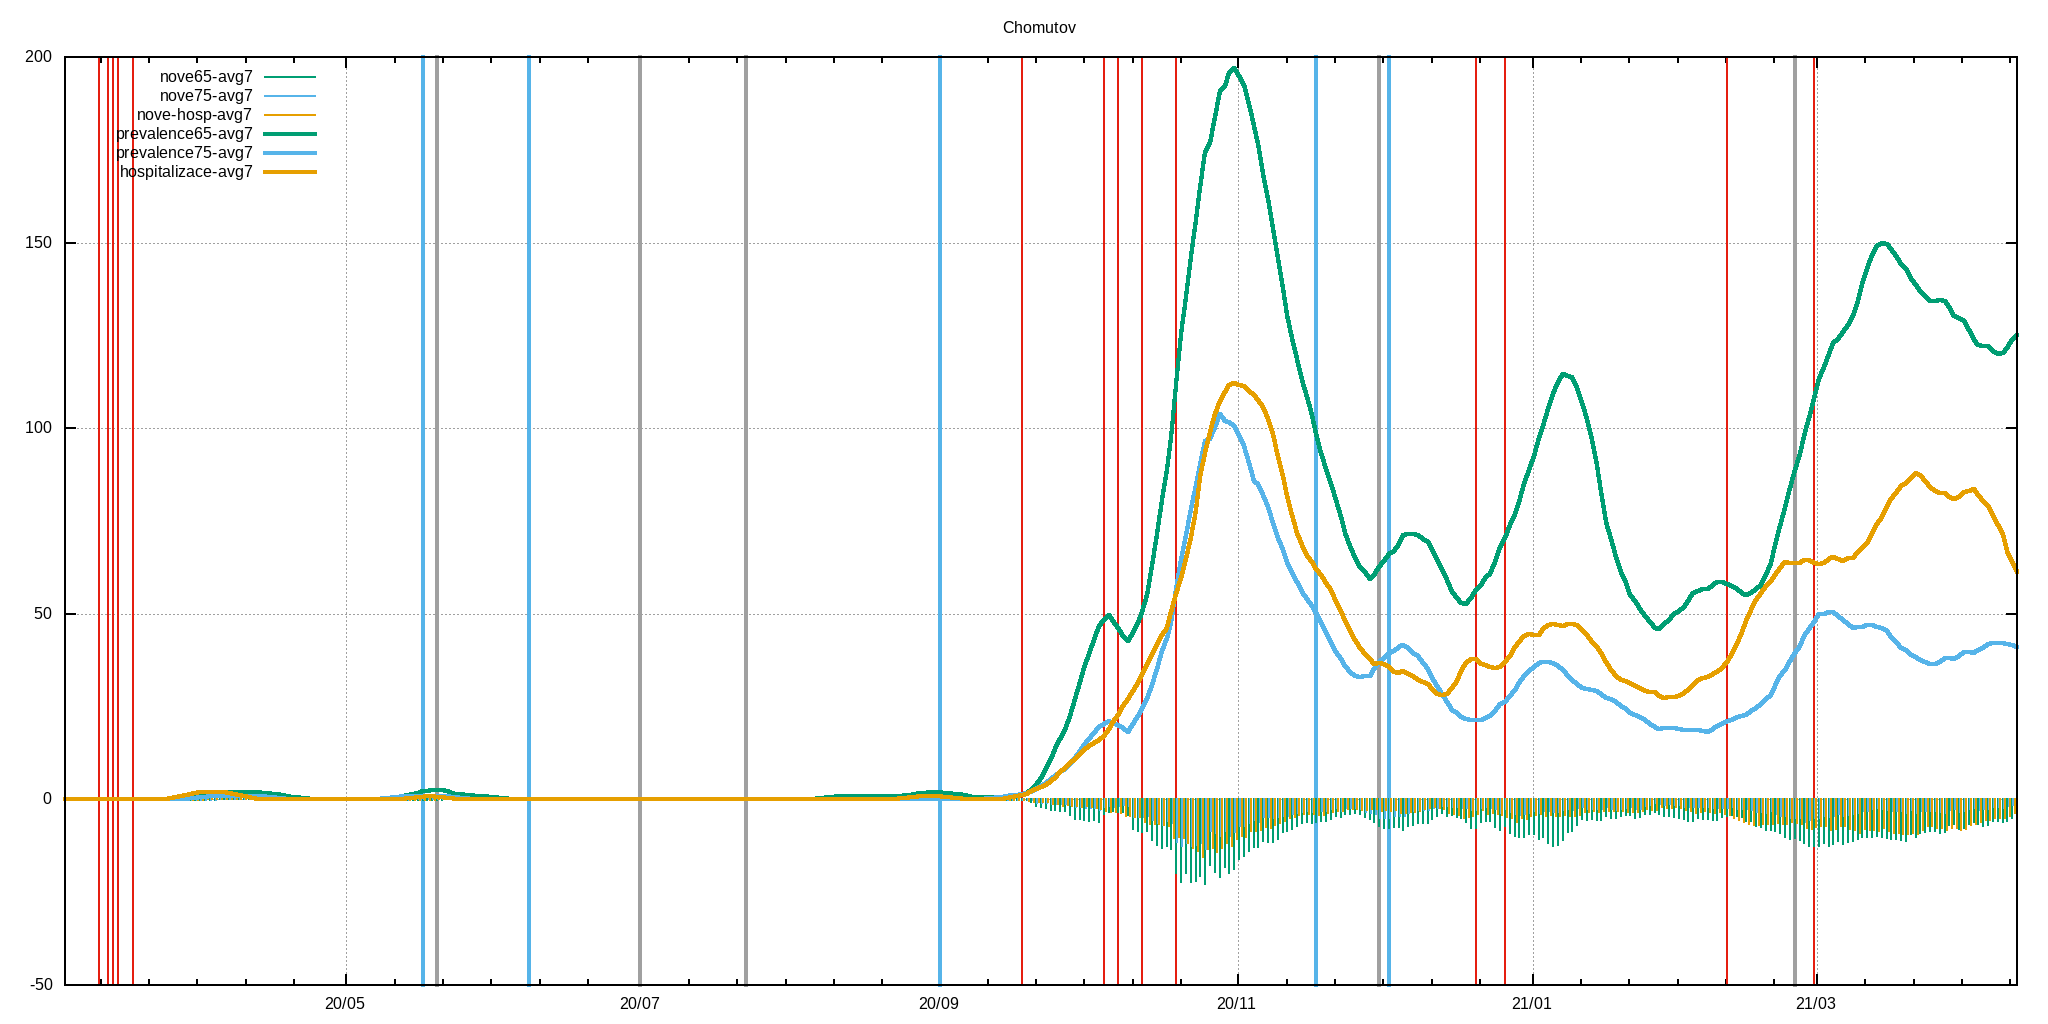 Chomutov
200
150
100
50
0
-50
nove65-avg7
nove75-avg7
nove-hosp-avg7
prevalence65-avg7
prevalence75-avg7
hospitalizace-avg7
20/05 20/07 20/09 20/11 21/01 21/03